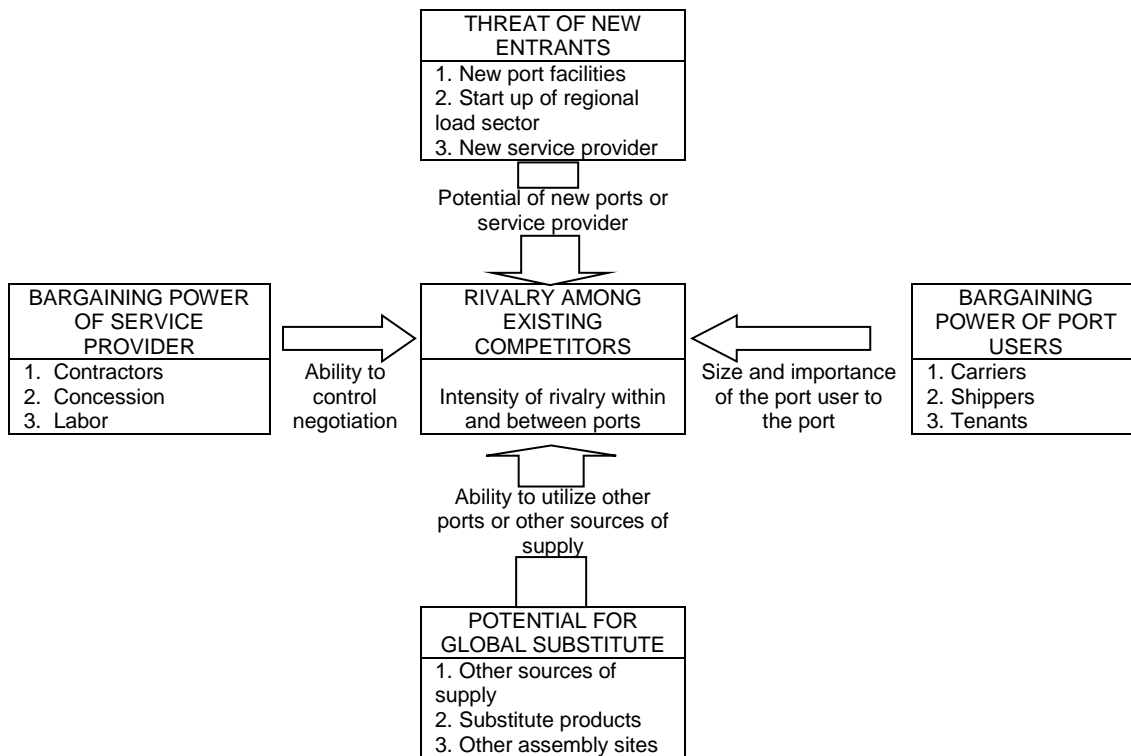 THREAT OF NEW
ENTRANTS
1. New port facilities
2. Start up of regional
load sector
3. New service provider
Potential of new ports or
service provider
BARGAINING POWER
OF SERVICE
PROVIDER
1. Contractors
2. Concession
3. Labor
Ability to
control
negotiation
RIVALRY AMONG
EXISTING
COMPETITORS
Intensity of rivalry within
and between ports
Size and importance
of the port user to
the port
BARGAINING
POWER OF PORT
USERS
1. Carriers
2. Shippers
3. Tenants
Ability to utilize other
ports or other sources of
supply
POTENTIAL FOR
GLOBAL SUBSTITUTE
1. Other sources of
supply
2. Substitute products
3. Other assembly sites